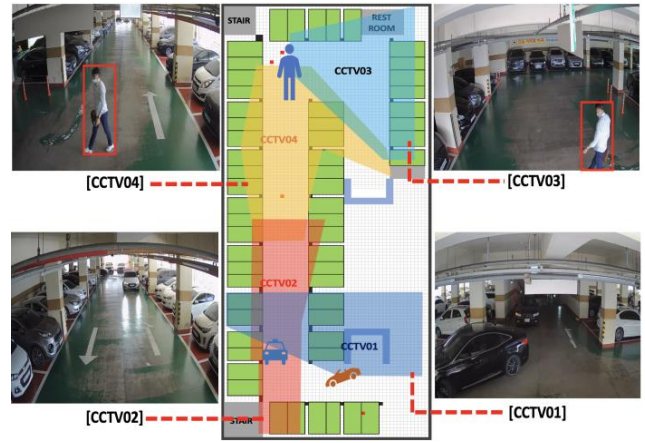 STAIR
REST
ROOM
CCTV03
CCTV04
[CCTV04]
[CCTV03]
CCTV02
CCTV01
[CCTV02]
STAIR
[CCTV01]